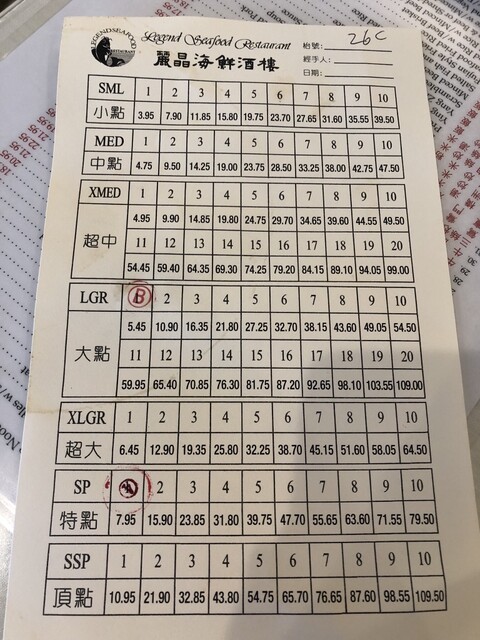 LEGEND SEAFOOD
RESTAURANT
Legend Seafood Restaurant
麗晶海鮮酒樓
枱號: 26C
經手人:
日期:
SML 1 2 3 4 5 6 7 8 9 10
小點 3.95 7.90 11.85 15.80 19.75 23.70 27.65 31.60 35.55 39.50
MED 1 2 3 4 5 6 7 8 9 10
中點 4.75 9.50 14.25 19.00 23.75 28.50 33.25 38.00 42.75 47.50
XMED 1 2 3 4 5 6 7 8 9 10
超中 4.95 9.90 14.85 19.80 24.75 29.70 34.65 39.60 44.55 49.50
11 12 13 14 15 16 17 18 19 20
54.45 59.40 64.35 69.30 74.25 79.20 84.15 89.10 94.05 99.00
LGR B 2 3 4 5 6 7 8 9 10
大點 5.45 10.90 16.35 21.80 27.25 32.70 38.15 43.60 49.05 54.50
11 12 13 14 15 16 17 18 19 20
59.95 65.40 70.85 76.30 81.75 87.20 92.65 98.10 103.55 109.00
XLGR 1 2 3 4 5 6 7 8 9 10
超大 6.45 12.90 19.35 25.80 32.25 38.70 45.15 51.60 58.05 64.50
SP 2 3 4 5 6 7 8 9 10
特點 7.95 15.90 23.85 31.80 39.75 47.70 55.65 63.60 71.55 79.50
SSP 1 2 3 4 5 6 7 8 9 10
頂點 10.95 21.90 32.85 43.80 54.75 65.70 76.65 87.60 98.55 109.50